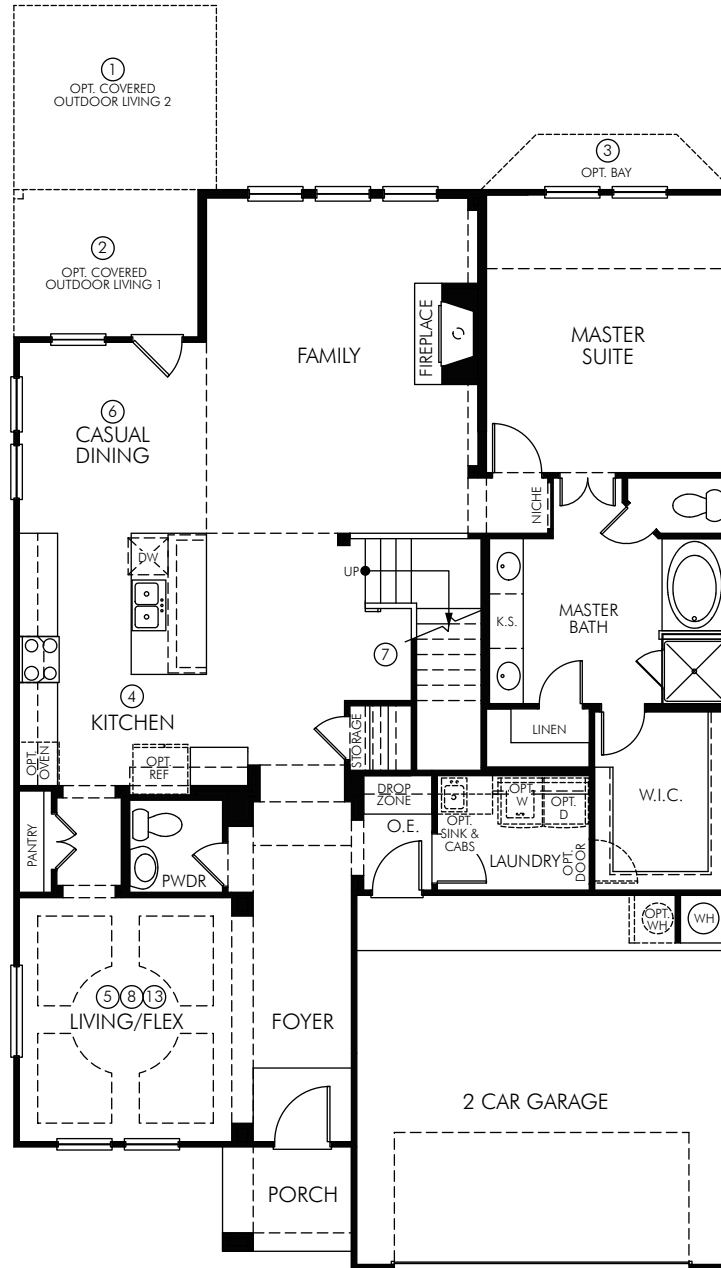 1
OPT. COVERED
OUTDOOR LIVING 2
3
OPT. BAY
2
OPT. COVERED
OUTDOOR LIVING 1
FAMILY
FIREPLACE
MASTER
SUITE
6
CASUAL
DINING
NICHE
DW
UP
K.S.
MASTER
BATH
7
4
KITCHEN
OPT.
OVEN
OPT.
REF
STORAGE
LINEN
W.I.C.
DROP
ZONE
O.E.
OPT.
SINK &
CABS
OPT.
W
OPT.
D
LAUNDRY
OPT.
DOOR
PANTRY
PWDR
OPT.
WH
WH
5 8 13
LIVING/FLEX
FOYER
2 CAR GARAGE
PORCH